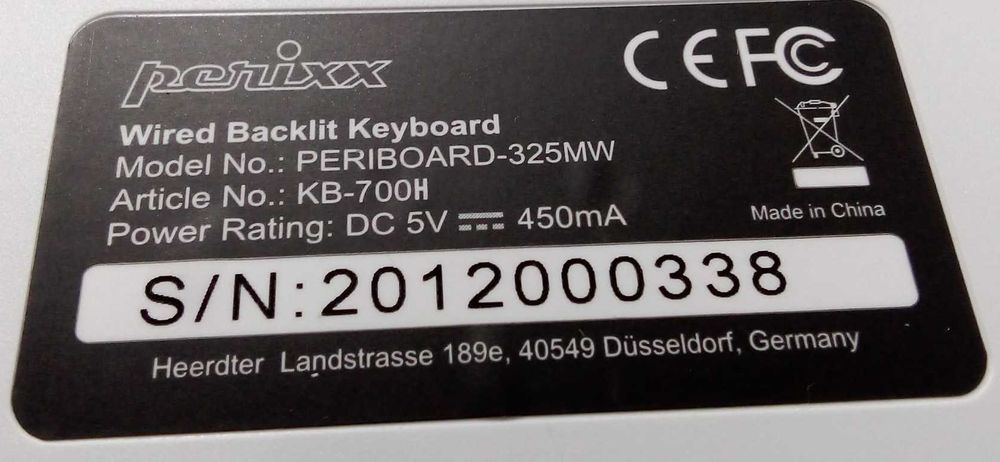 perixx
CE FC
Wired Backlit Keyboard
Model No.: PERIBOARD-325MW
Article No.: KB-700H
Power Rating: DC 5V ⎓ 450mA
Made in China
S/N:2012000338
Heerdter Landstrasse 189e, 40549 Düsseldorf, Germany